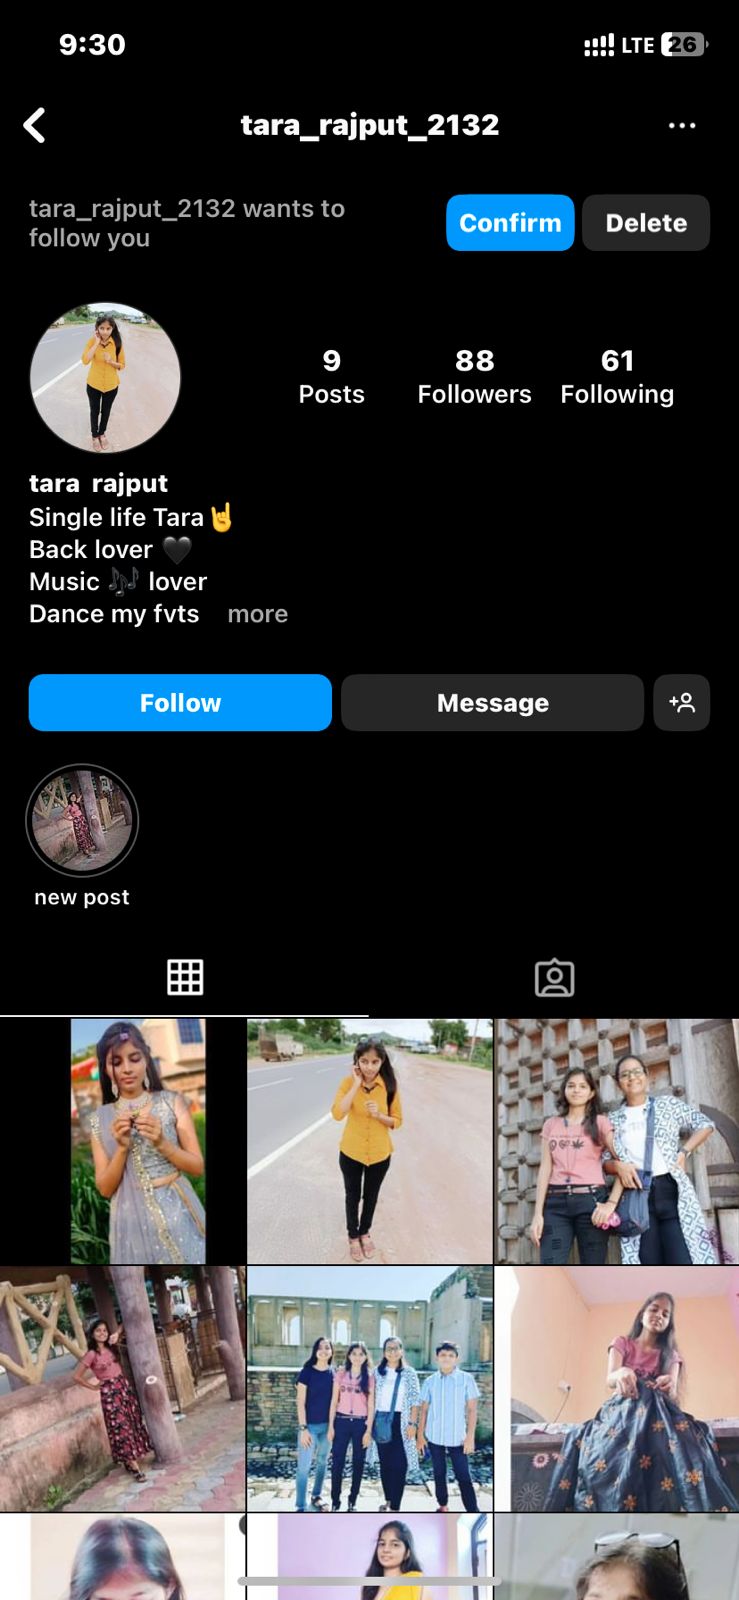 9:30
LTE 26
tara_rajput_2132
tara_rajput_2132 wants to
follow you
Confirm
Delete
9
Posts
88
Followers
61
Following
tara rajput
Single life Tara🤘
Back lover 🖤
Music 🎶 lover
Dance my fvts more
Follow
Message
new post